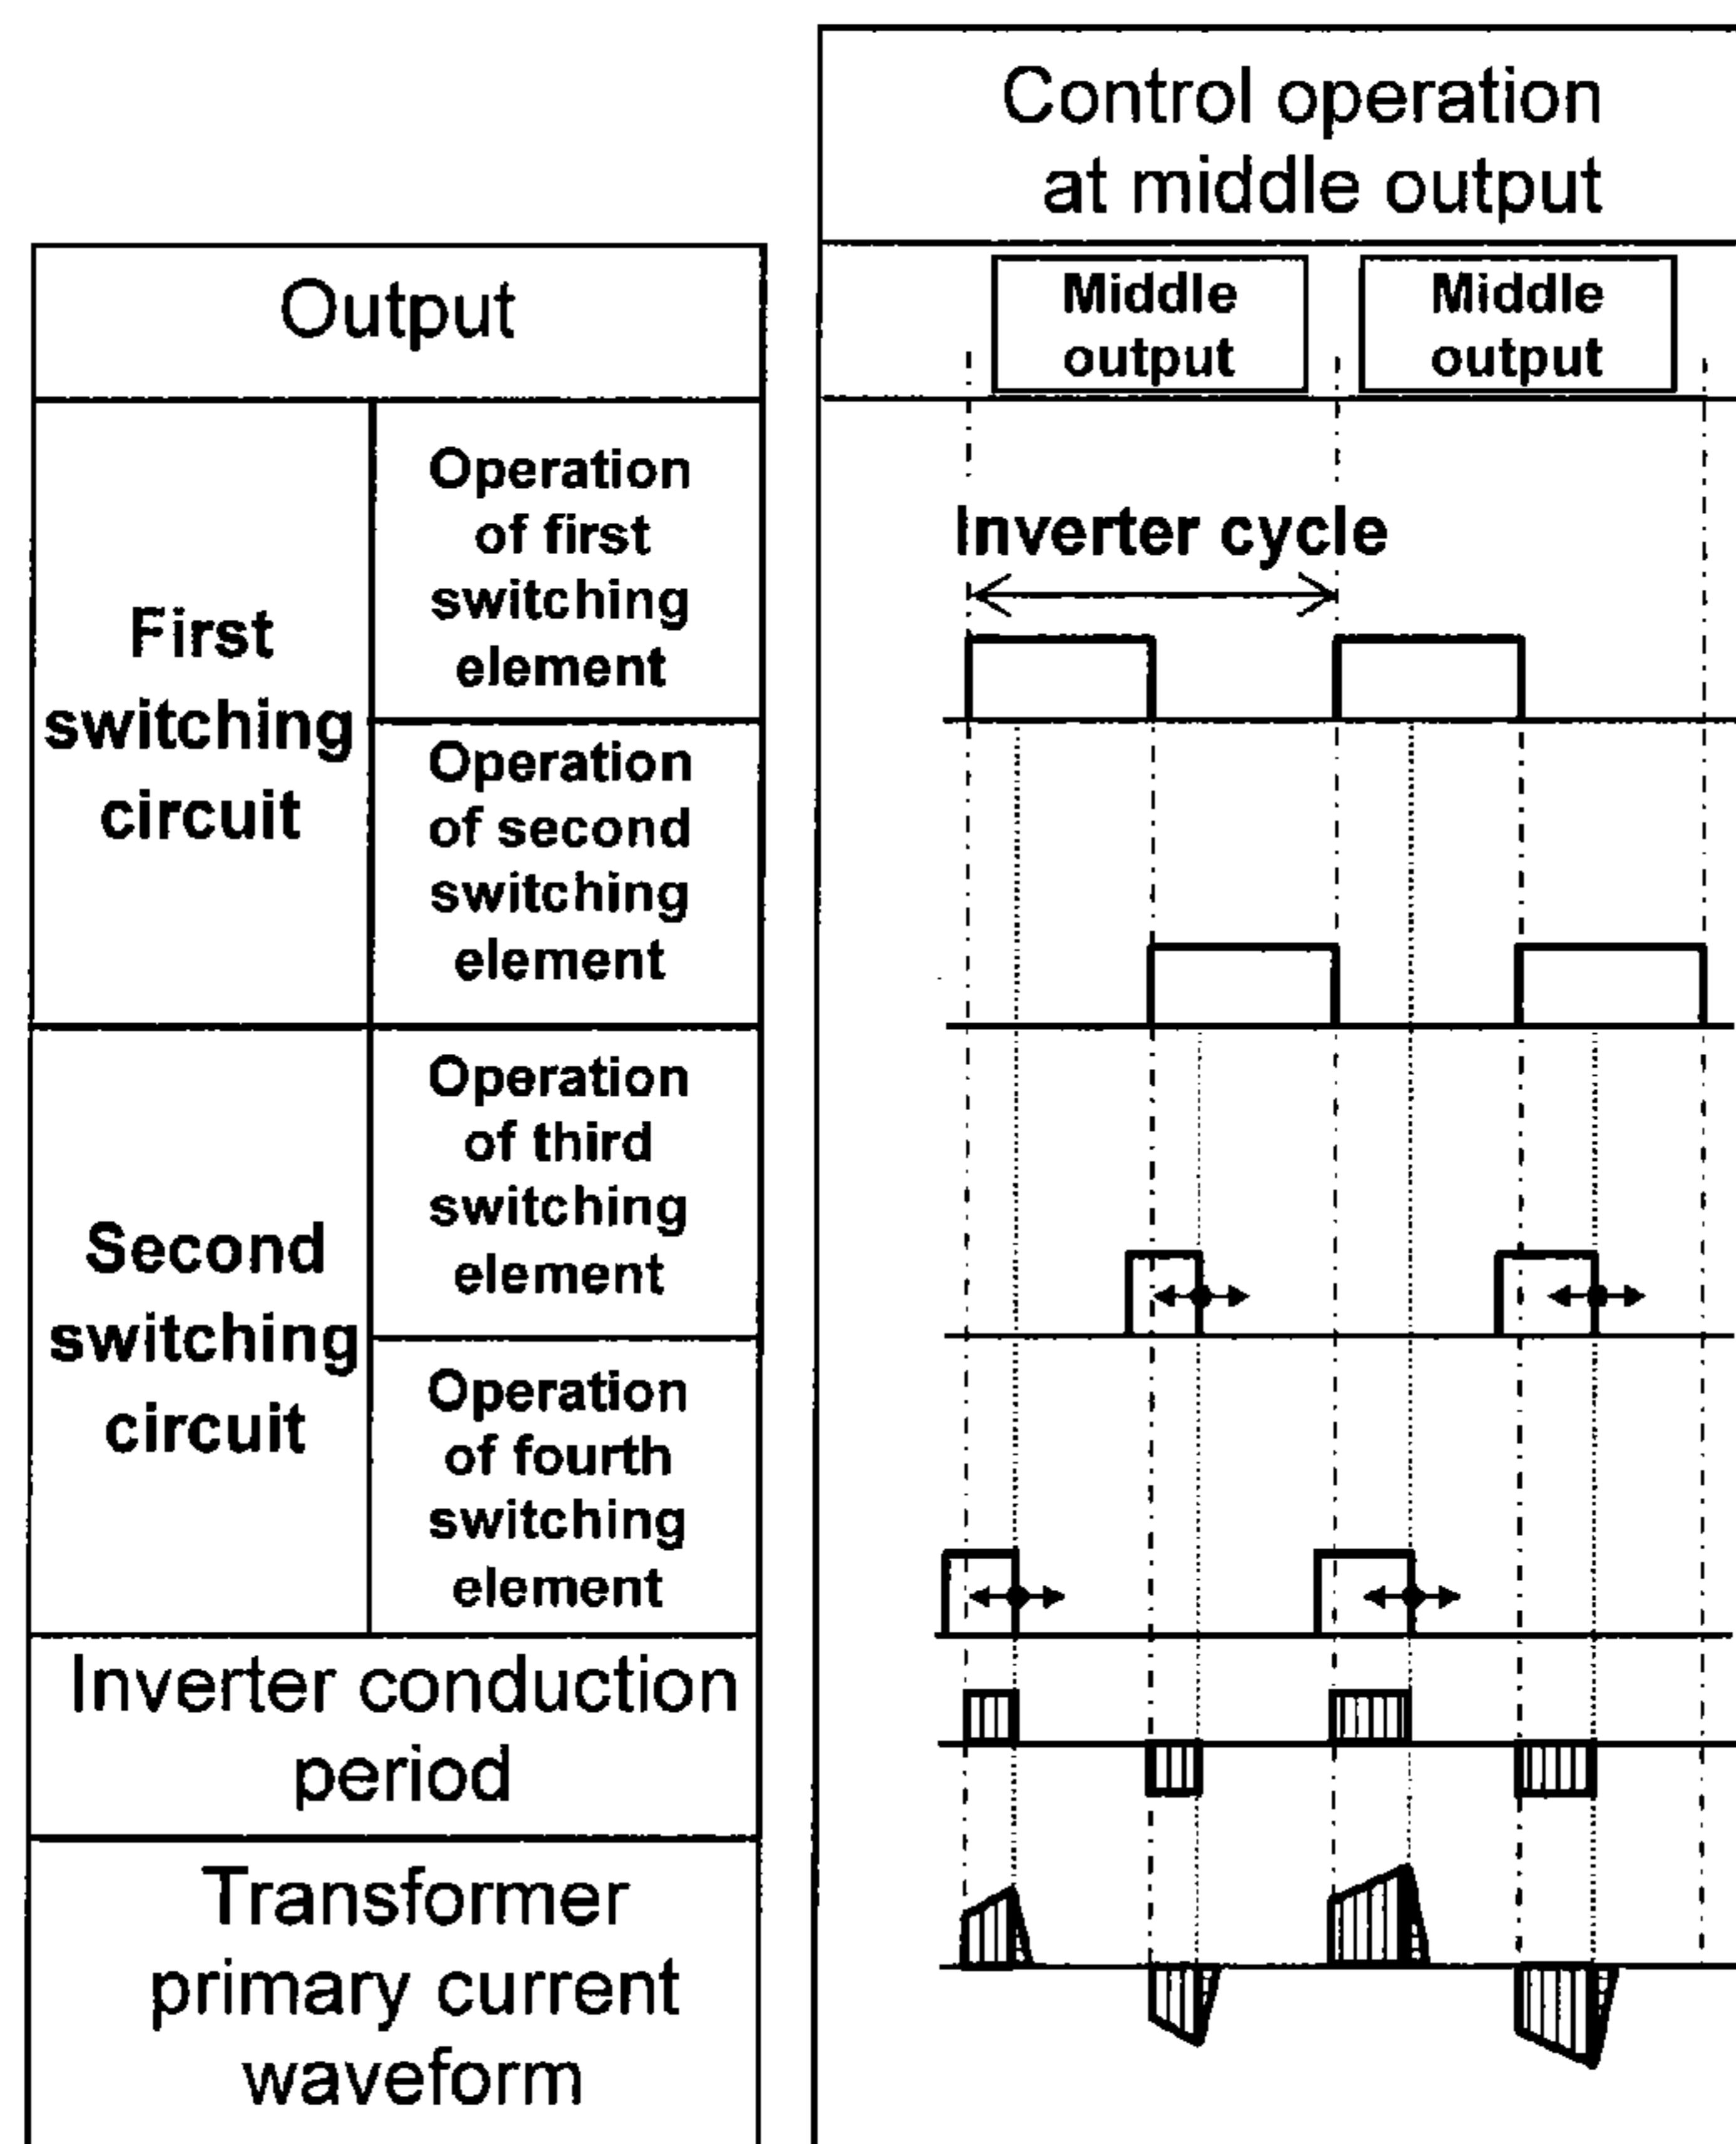 Control operation
at middle output
Output
Middle
output
Middle
output
First
switching
circuit
Operation
of first
switching
element
Inverter cycle
Operation
of second
switching
element
Second
switching
circuit
Operation
of third
switching
element
Operation
of fourth
switching
element
Inverter conduction
period
Transformer
primary current
waveform